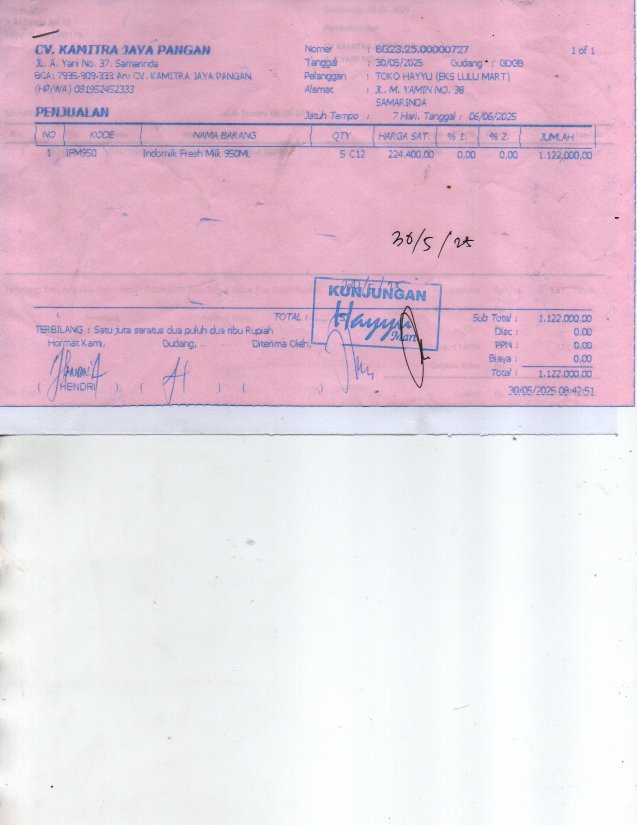 CV. KAMITRA JAYA PANGAN
JL. A. Yani No. 37. Samarinda
BCA: 7935-909-333 An: CV. KAMITRA JAYA PANGAN
(HP/WA) 081952452333
PENJUALAN
Nomer : BG23.25.00000727 1 of 1
Tanggal : 30/05/2025 Gudang : GD3B
Pelanggan : TOKO HAYYU (EKS LULU MART)
Alamat : JL. M. YAMIN NO. 38
SAMARINDA
Jatuh Tempo : 7 Hari. Tanggal : 06/06/2025
NO KODE NAMA BARANG QTY HARGA SAT. % 1. % 2. JUMLAH
1 IFM950 Indomilk Fresh Milk 950ML 5 C12 224.400,00 0,00 0,00 1.122.000,00
30/5/25
30/5/25
KUNJUNGAN
Hayyu
Mart
TOTAL :
TERBILANG : Satu juta seratus dua puluh dua ribu Rupiah
Hormat Kami, Gudang, Diterima Oleh,
( HENDRI ) ( ) ( )
Sub Total : 1.122.000,00
Disc : 0,00
PPN : 0,00
Biaya : 0,00
Total : 1.122.000,00
30/05/2025 08:42:51